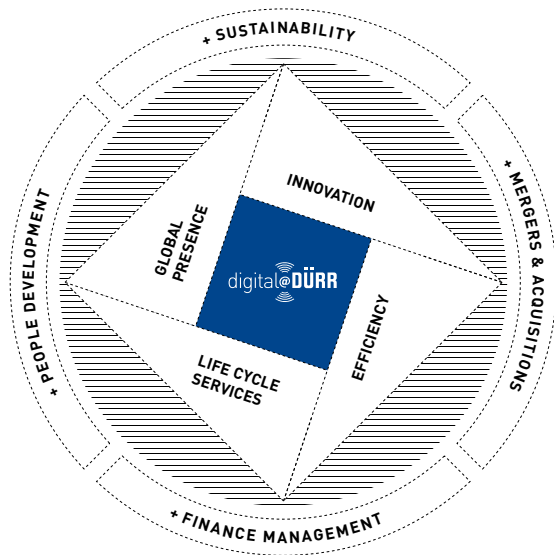 + SUSTAINABILITY
INNOVATION
GLOBAL
PRESENCE
digital@DÜRR
EFFICIENCY
LIFE CYCLE
SERVICES
+ PEOPLE DEVELOPMENT
+ MERGERS & ACQUISITIONS
+ FINANCE MANAGEMENT